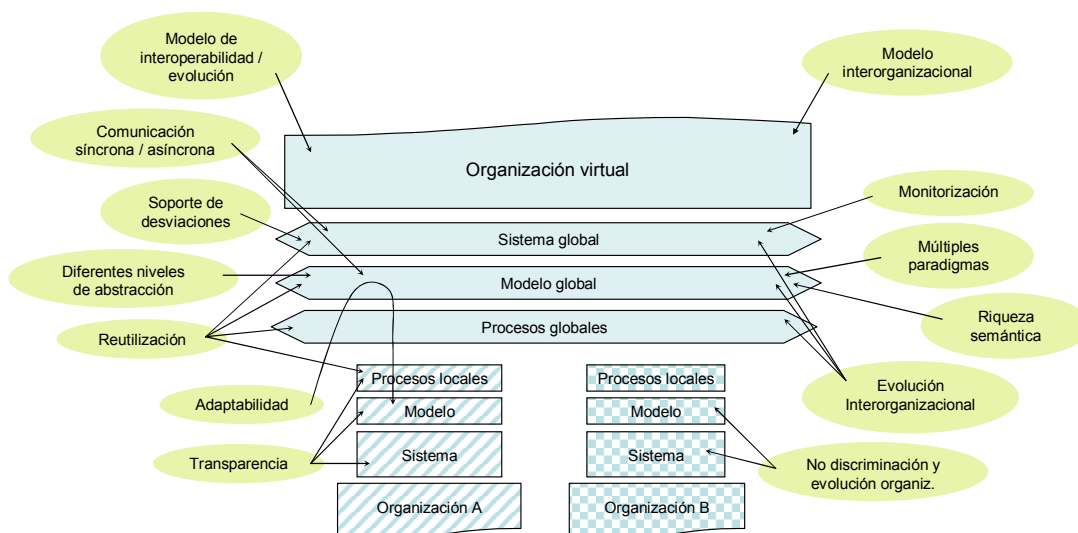 Modelo de
interoperabilidad /
evolución
Modelo
interorganizacional
Comunicación
síncrona / asíncrona
Organización virtual
Soporte de
desviaciones
Monitorización
Sistema global
Múltiples
paradigmas
Diferentes niveles
de abstracción
Modelo global
Riqueza
semántica
Procesos globales
Reutilización
Procesos locales
Procesos locales
Evolución
Interorganizacional
Adaptabilidad
Modelo
Modelo
Transparencia
Sistema
Sistema
No discriminación y
evolución organiz.
Organización A
Organización B